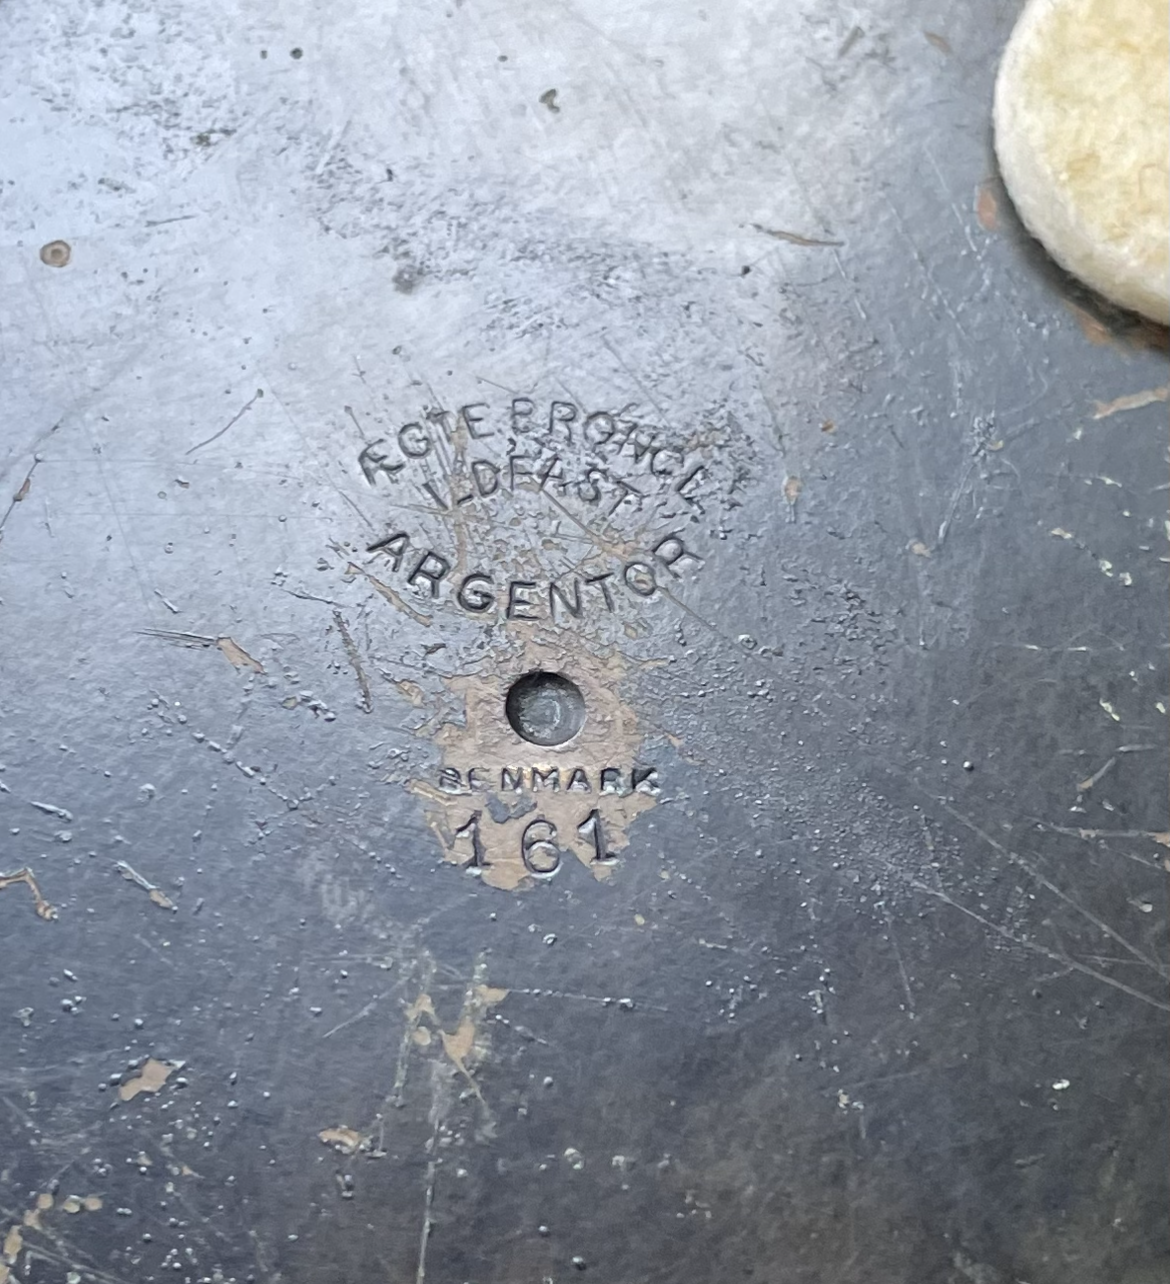 ÆGTE BRONCE
ILDFAST
ARGENTOR
DENMARK
161